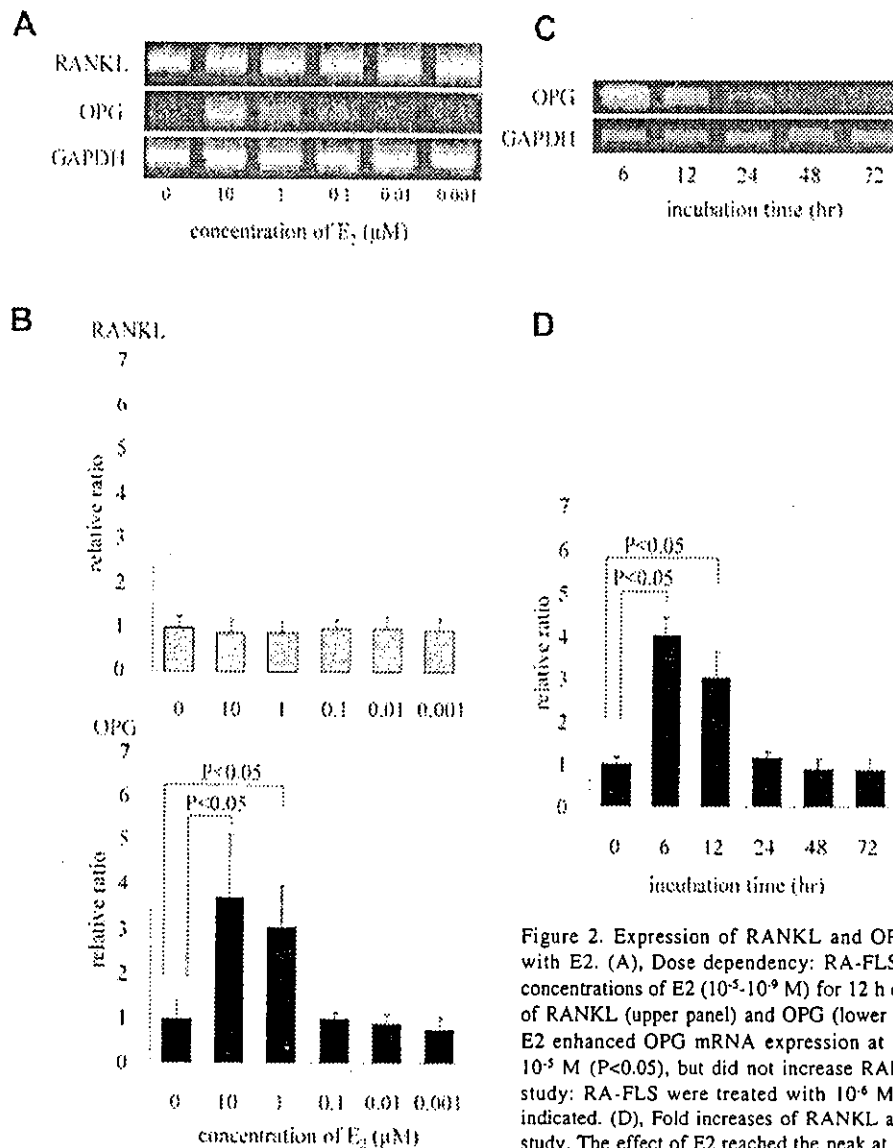 A
RANKL
OPG
GAPDH
0 10 1 0.1 0.01 0.001
concentration of E2 (μM)
C
OPG
GAPDH
6 12 24 48 72
incubation time (hr)
B
RANKL
7
6
5
4
3
2
1
0
relative ratio
0 10 1 0.1 0.01 0.001
OPG
7
6
5
4
3
2
1
0
relative ratio
P<0.05
P<0.05
0 10 1 0.1 0.01 0.001
concentration of E2 (μM)
D
7
6
5
4
3
2
1
0
relative ratio
P<0.05
P<0.05
0 6 12 24 48 72
incubation time (hr)
Figure 2. Expression of RANKL and OP
with E2. (A), Dose dependency: RA-FLS
concentrations of E2 (10-5-10-9 M) for 12 h
of RANKL (upper panel) and OPG (lower
E2 enhanced OPG mRNA expression at
10-5 M (P<0.05), but did not increase RA
study: RA-FLS were treated with 10-6 M
indicated. (D), Fold increases of RANKL a
study. The effect of E2 reached the peak at